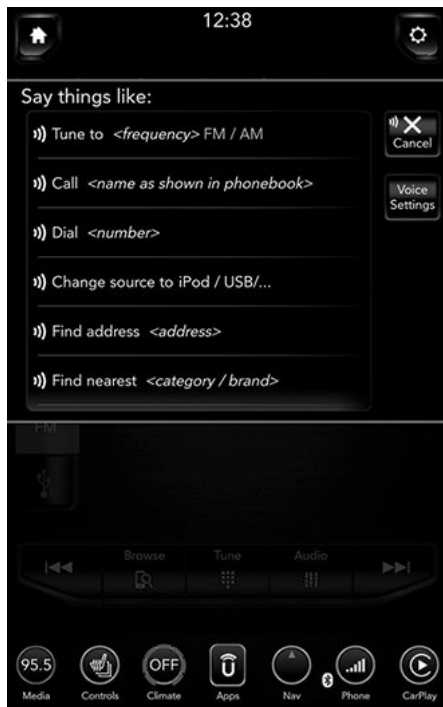 12:38
Say things like:
Tune to <frequency> FM / AM
Cancel
Call <name as shown in phonebook>
Voice
Settings
Dial <number>
Change source to iPod / USB/...
Find address <address>
Find nearest <category / brand>
FM
Browse Tune Audio
95.5 OFF
Media Controls Climate Apps Nav Phone CarPlay